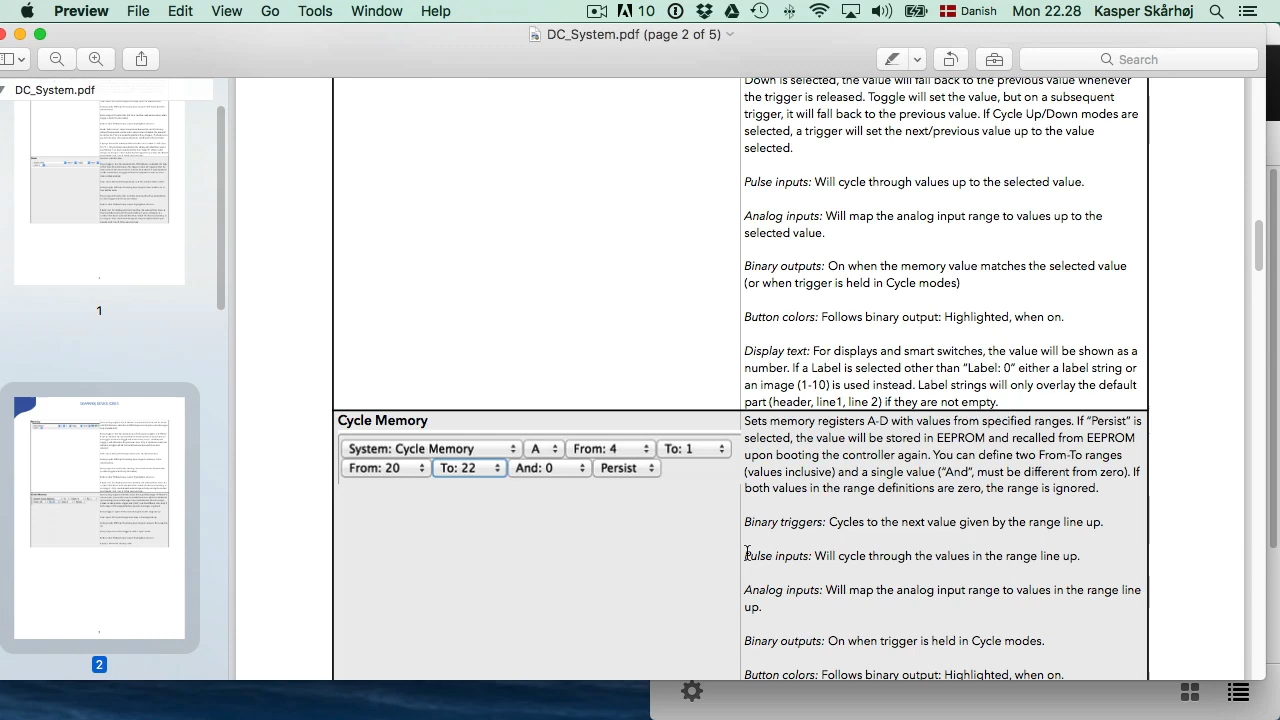 Preview File Edit View Go Tools Window Help 10 Danish Mon 22.28 Kasper Skårhøj
DC_System.pdf (page 2 of 5)
Search
DC_System.pdf
1
2
Down is selected, the value will fall back to the previous value whenever
the trigger is released. Toggle will set the value, but on a subsequent
trigger, it will fall back to the previous value. If Cycle Up/Down modes are
selected, a trigger will set the next/previous value up to the value
selected.
Pulse inputs: Cycle through values up to the selected value.
Analog inputs: Will map the analog input range to values up to the
selected value.
Binary outputs: On when the memory value matches the selected value
(or when trigger is held in Cycle modes)
Button colors: Follows binary output: Highlighted, when on.
Display text: For displays and smart switches, the value will be shown as a
number. If a label is selected other than "Label: 0" either a label string or
an image (1-10) is used instead. Label strings will only overlay the default
part (title, line1, line 2) if they are not empty.
Cycle Memory
System: Cycle Memory A From: 4 To: 1
From: 20 To: 22 And: 0 Persist
Sets memory registers A-D with values in the defined ranges. If "Persist" is
selected, the value will be stored in EEPROM and recalled from EEPROM
upon booting the controller again. You can define two From-To ranges
(values included) and a single value ("And", must be different from zero). If
both values in the range definitions are zero, the range is ignored.
Binary inputs: Cycles to the next value given by the range line up.
Pulse inputs: Will cycle through the values in the range line up.
Analog inputs: Will map the analog input range to values in the range line
up.
Binary outputs: On when trigger is held in Cycle modes.
Button colors: Follows binary output: Highlighted, when on.